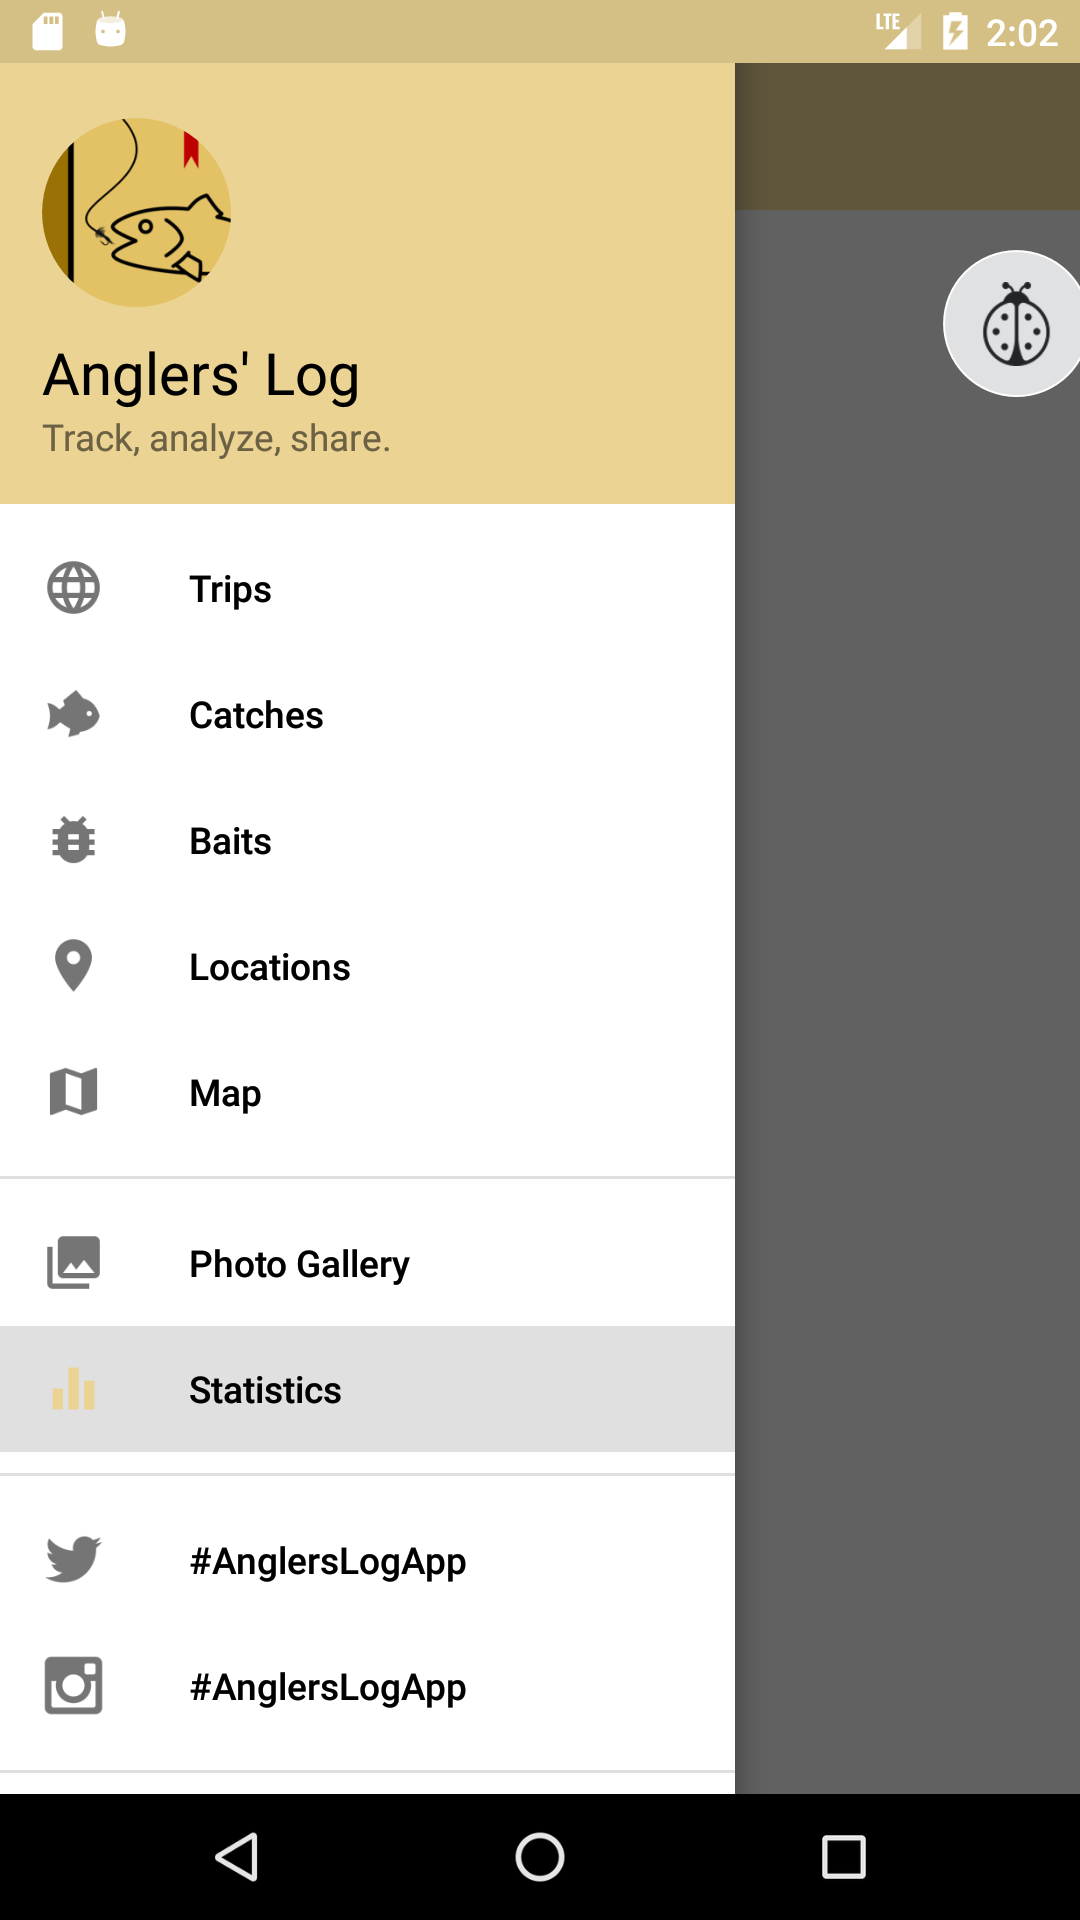 LTE 2:02
Anglers' Log
Track, analyze, share.
Trips
Catches
Baits
Locations
Map
Photo Gallery
Statistics
#AnglersLogApp
#AnglersLogApp